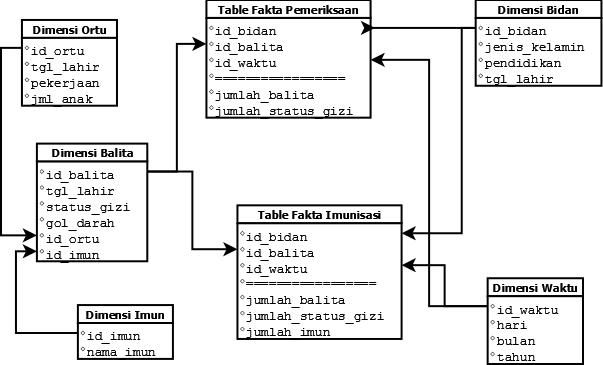 Dimensi Ortu
id_ortu
tgl_lahir
pekerjaan
jml_anak
Table Fakta Pemeriksaan
id_bidan
id_balita
id_waktu
=================
jumlah_balita
jumlah_status_gizi
Dimensi Bidan
id_bidan
jenis_kelamin
pendidikan
tgl_lahir
Dimensi Balita
id_balita
tgl_lahir
status_gizi
gol_darah
id_ortu
id_imun
Table Fakta Imunisasi
id_bidan
id_balita
id_waktu
=================
jumlah_balita
jumlah_status_gizi
jumlah_imun
Dimensi Imun
id_imun
nama_imun
Dimensi Waktu
id_waktu
hari
bulan
tahun